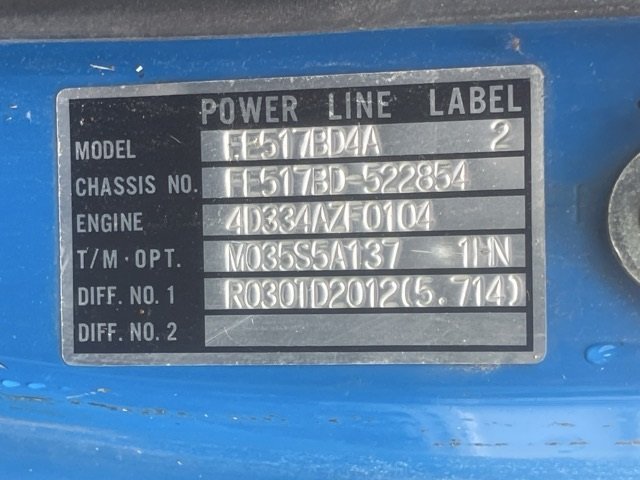 POWER LINE LABEL
MODEL FE517BD4A 2
CHASSIS NO. FE517BD-522854
ENGINE 4D334AZF0104
T/M·OPT. M035S5A137 1HN
DIFF. NO. 1 R0301D2012(5.714)
DIFF. NO. 2